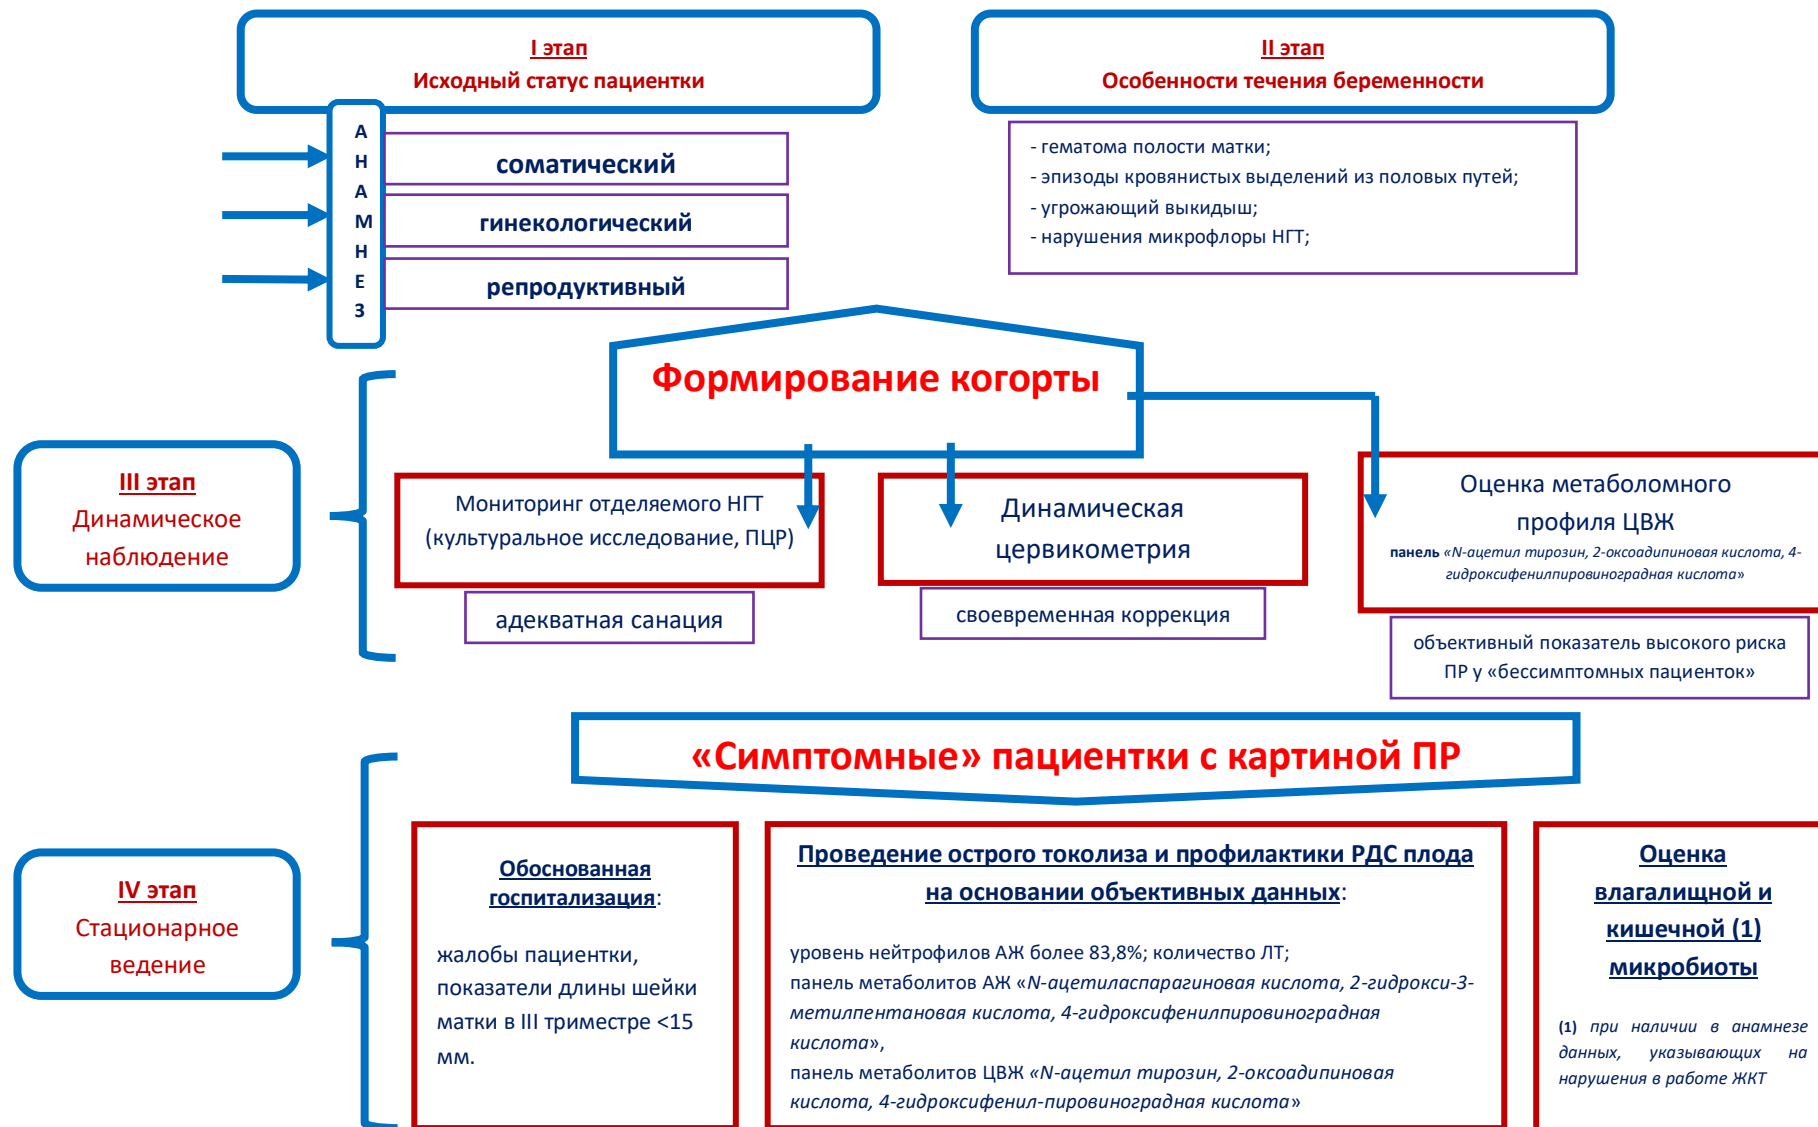 I этап
Исходный статус пациентки
II этап
Особенности течения беременности
А
Н
А
М
Н
Е
З
соматический
гинекологический
репродуктивный
- гематома полости матки;
- эпизоды кровянистых выделений из половых путей;
- угрожающий выкидыш;
- нарушения микрофлоры НГТ;
Формирование когорты
III этап
Динамическое
наблюдение
Мониторинг отделяемого НГТ
(культуральное исследование, ПЦР)
адекватная санация
Динамическая
цервикометрия
своевременная коррекция
Оценка метаболомного
профиля ЦВЖ
панель «N-ацетил тирозин, 2-оксоадипиновая кислота, 4-
гидроксифенилпировиноградная кислота»
объективный показатель высокого риска
ПР у «бессимптомных пациенток»
«Симптомные» пациентки с картиной ПР
IV этап
Стационарное
ведение
Обоснованная
госпитализация:
жалобы пациентки,
показатели длины шейки
матки в III триместре <15
мм.
Проведение острого токолиза и профилактики РДС плода
на основании объективных данных:
уровень нейтрофилов АЖ более 83,8%; количество ЛТ;
панель метаболитов АЖ «N-ацетиласпарагиновая кислота, 2-гидрокси-3-
метилпентановая кислота, 4-гидроксифенилпировиноградная
кислота»,
панель метаболитов ЦВЖ «N-ацетил тирозин, 2-оксоадипиновая
кислота, 4-гидроксифенил-пировиноградная кислота»
Оценка
влагалищной и
кишечной (1)
микробиоты
(1) при наличии в анамнезе
данных, указывающих на
нарушения в работе ЖКТ